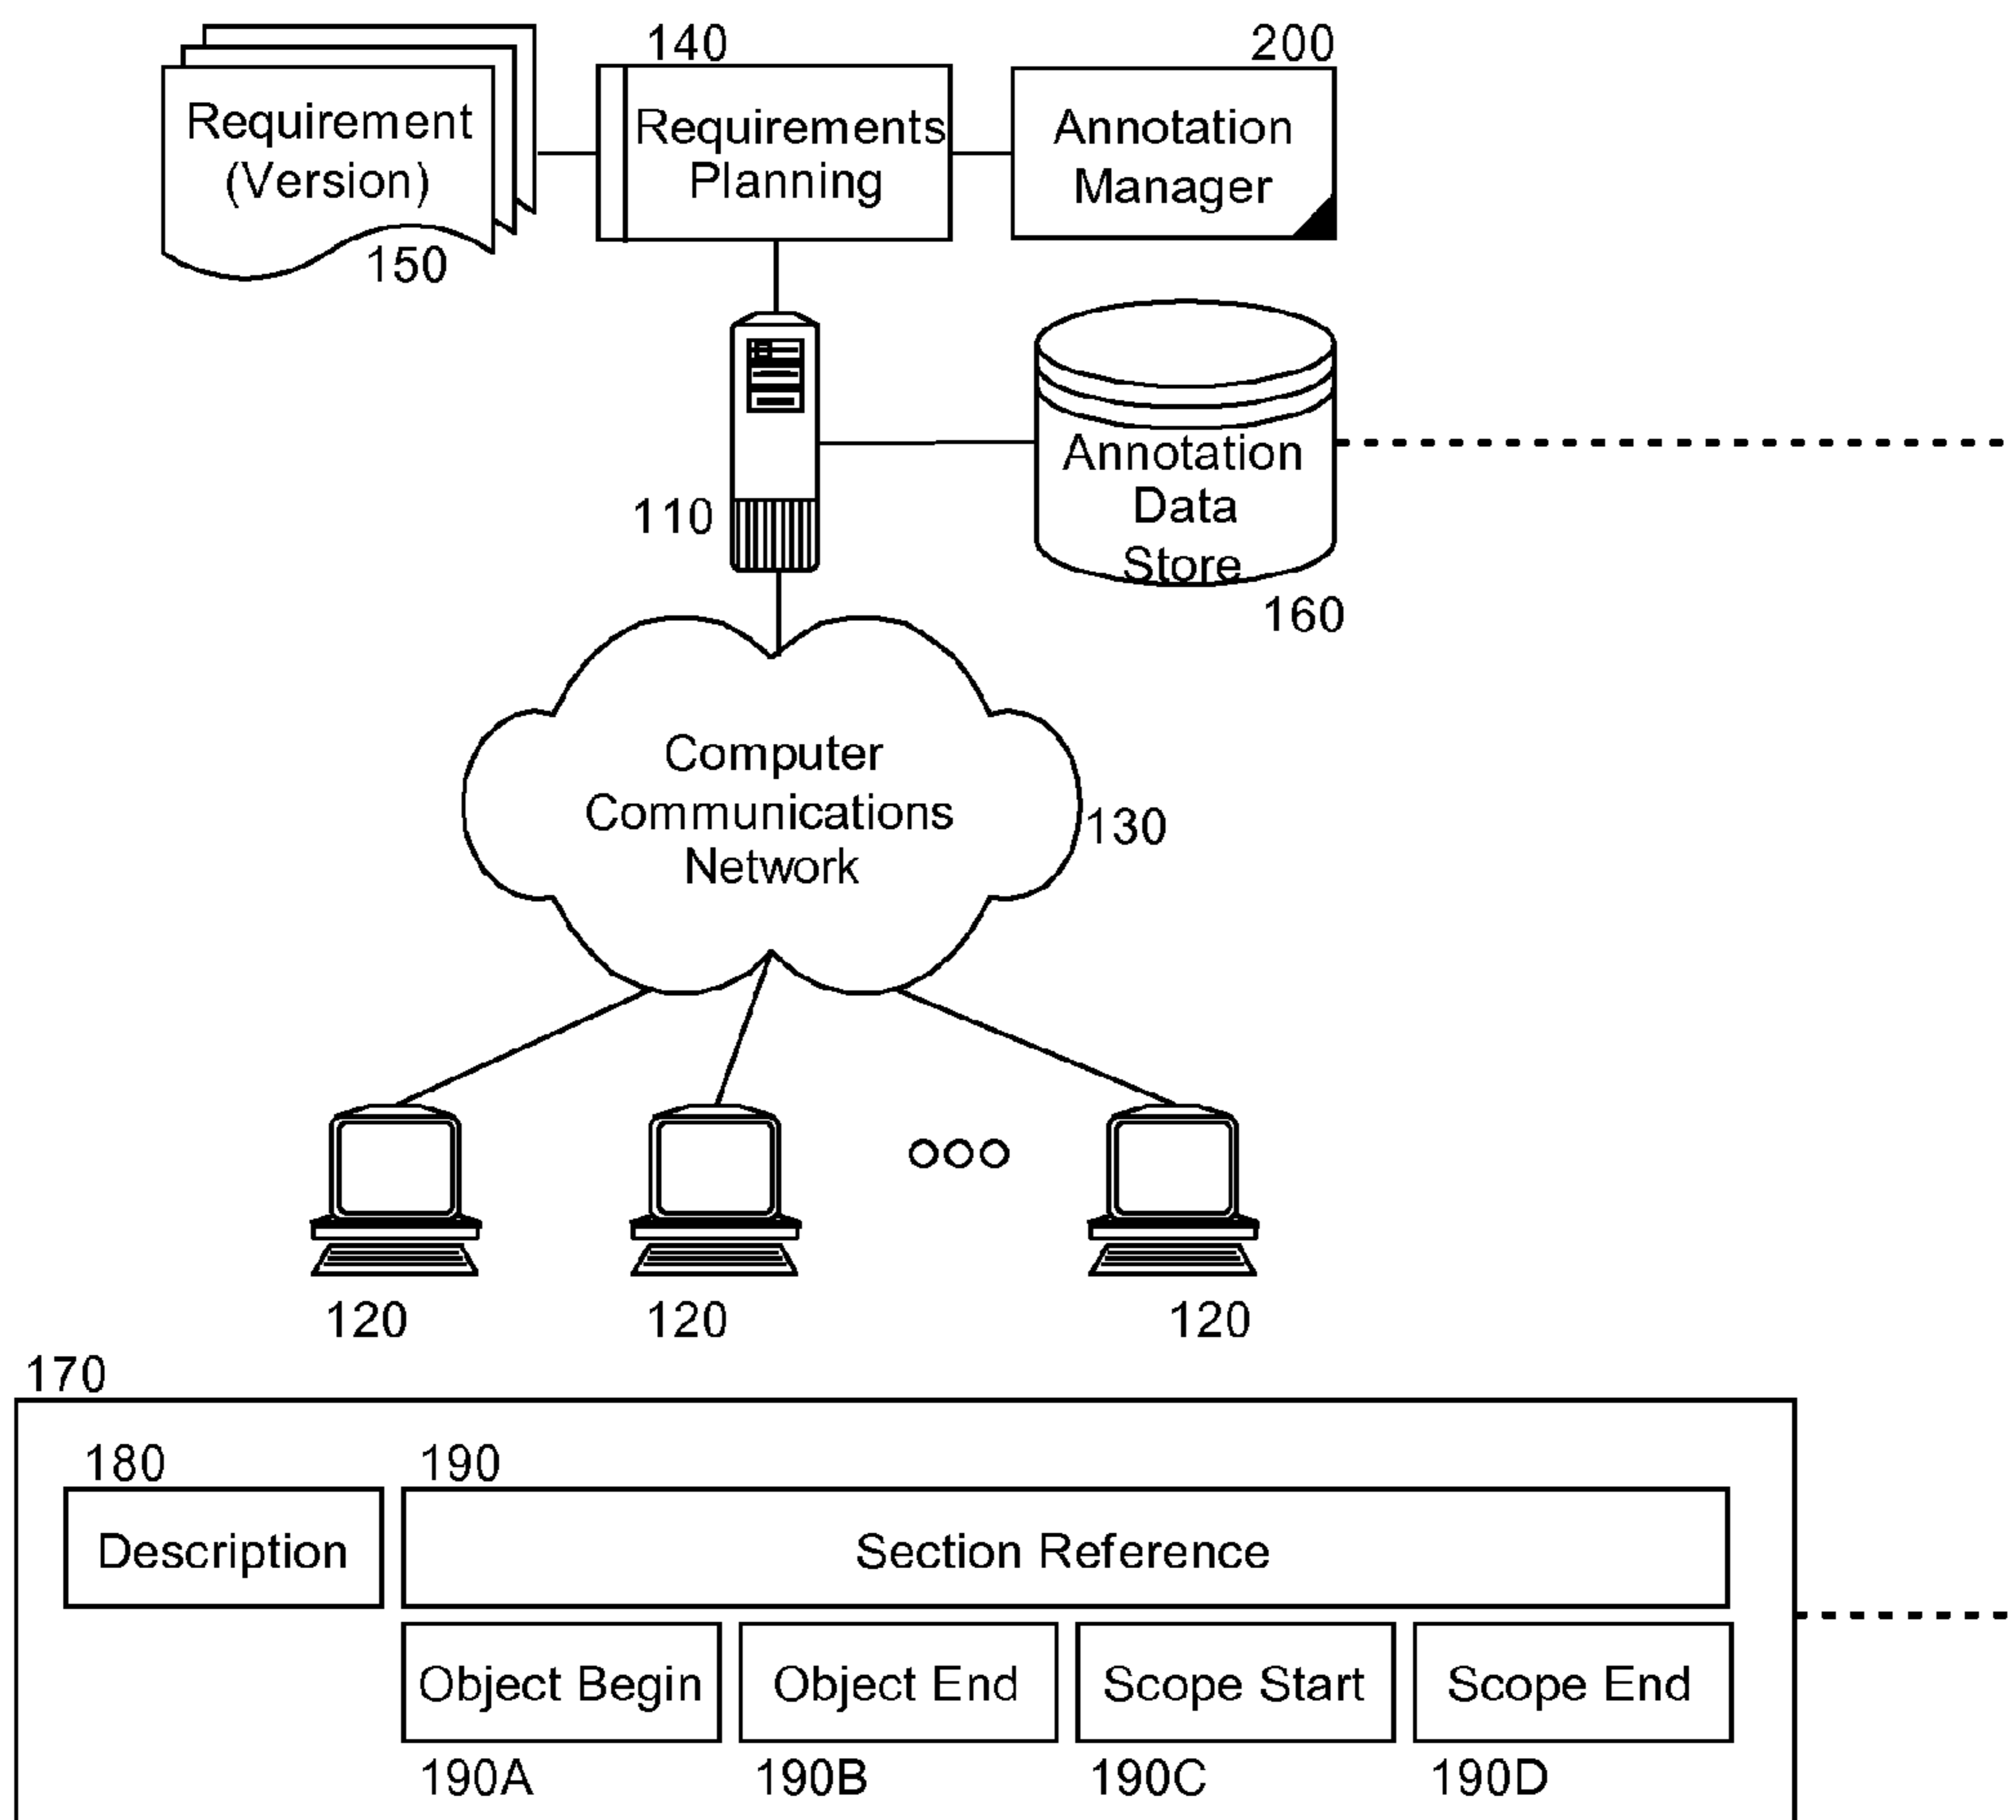 140
200
Requirement
(Version)
150
Requirements
Planning
Annotation
Manager
110
Annotation
Data
Store
160
Computer
Communications
Network
130
120
120
120
170
180
190
Description
Section Reference
Object Begin
Object End
Scope Start
Scope End
190A
190B
190C
190D